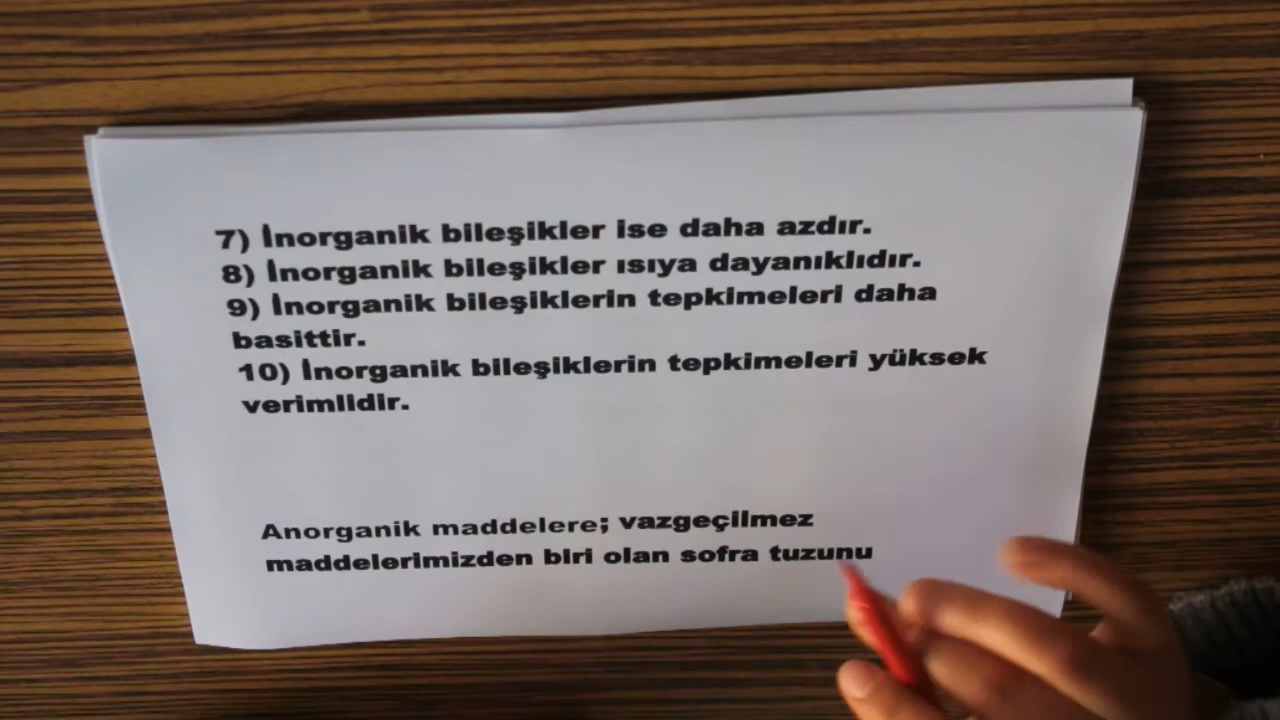 7) İnorganik bileşikler ise daha azdır.
8) İnorganik bileşikler ısıya dayanıklıdır.
9) İnorganik bileşiklerin tepkimeleri daha
basittir.
10) İnorganik bileşiklerin tepkimeleri yüksek
verimlidir.
Anorganik maddelere; vazgeçilmez
maddelerimizden biri olan sofra tuzunu